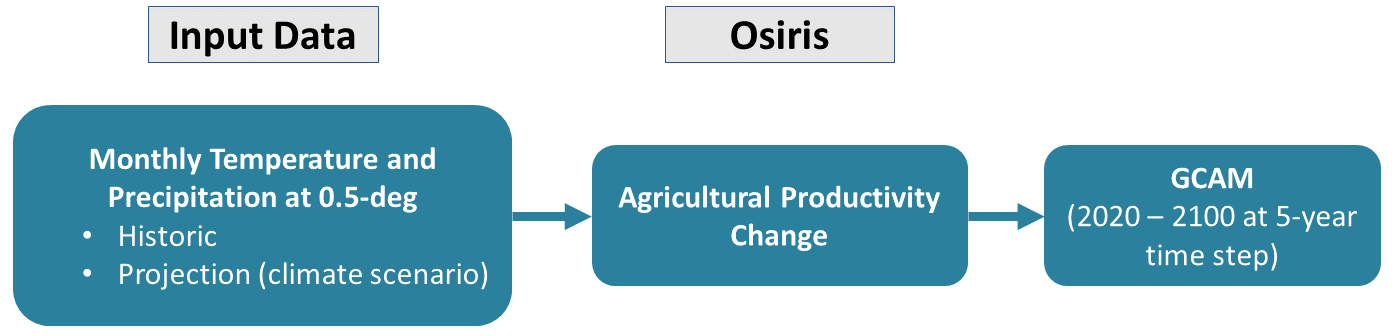 Input Data
Osiris
Monthly Temperature and
Precipitation at 0.5-deg
• Historic
• Projection (climate scenario)
Agricultural Productivity
Change
GCAM
(2020 – 2100 at 5-year
time step)